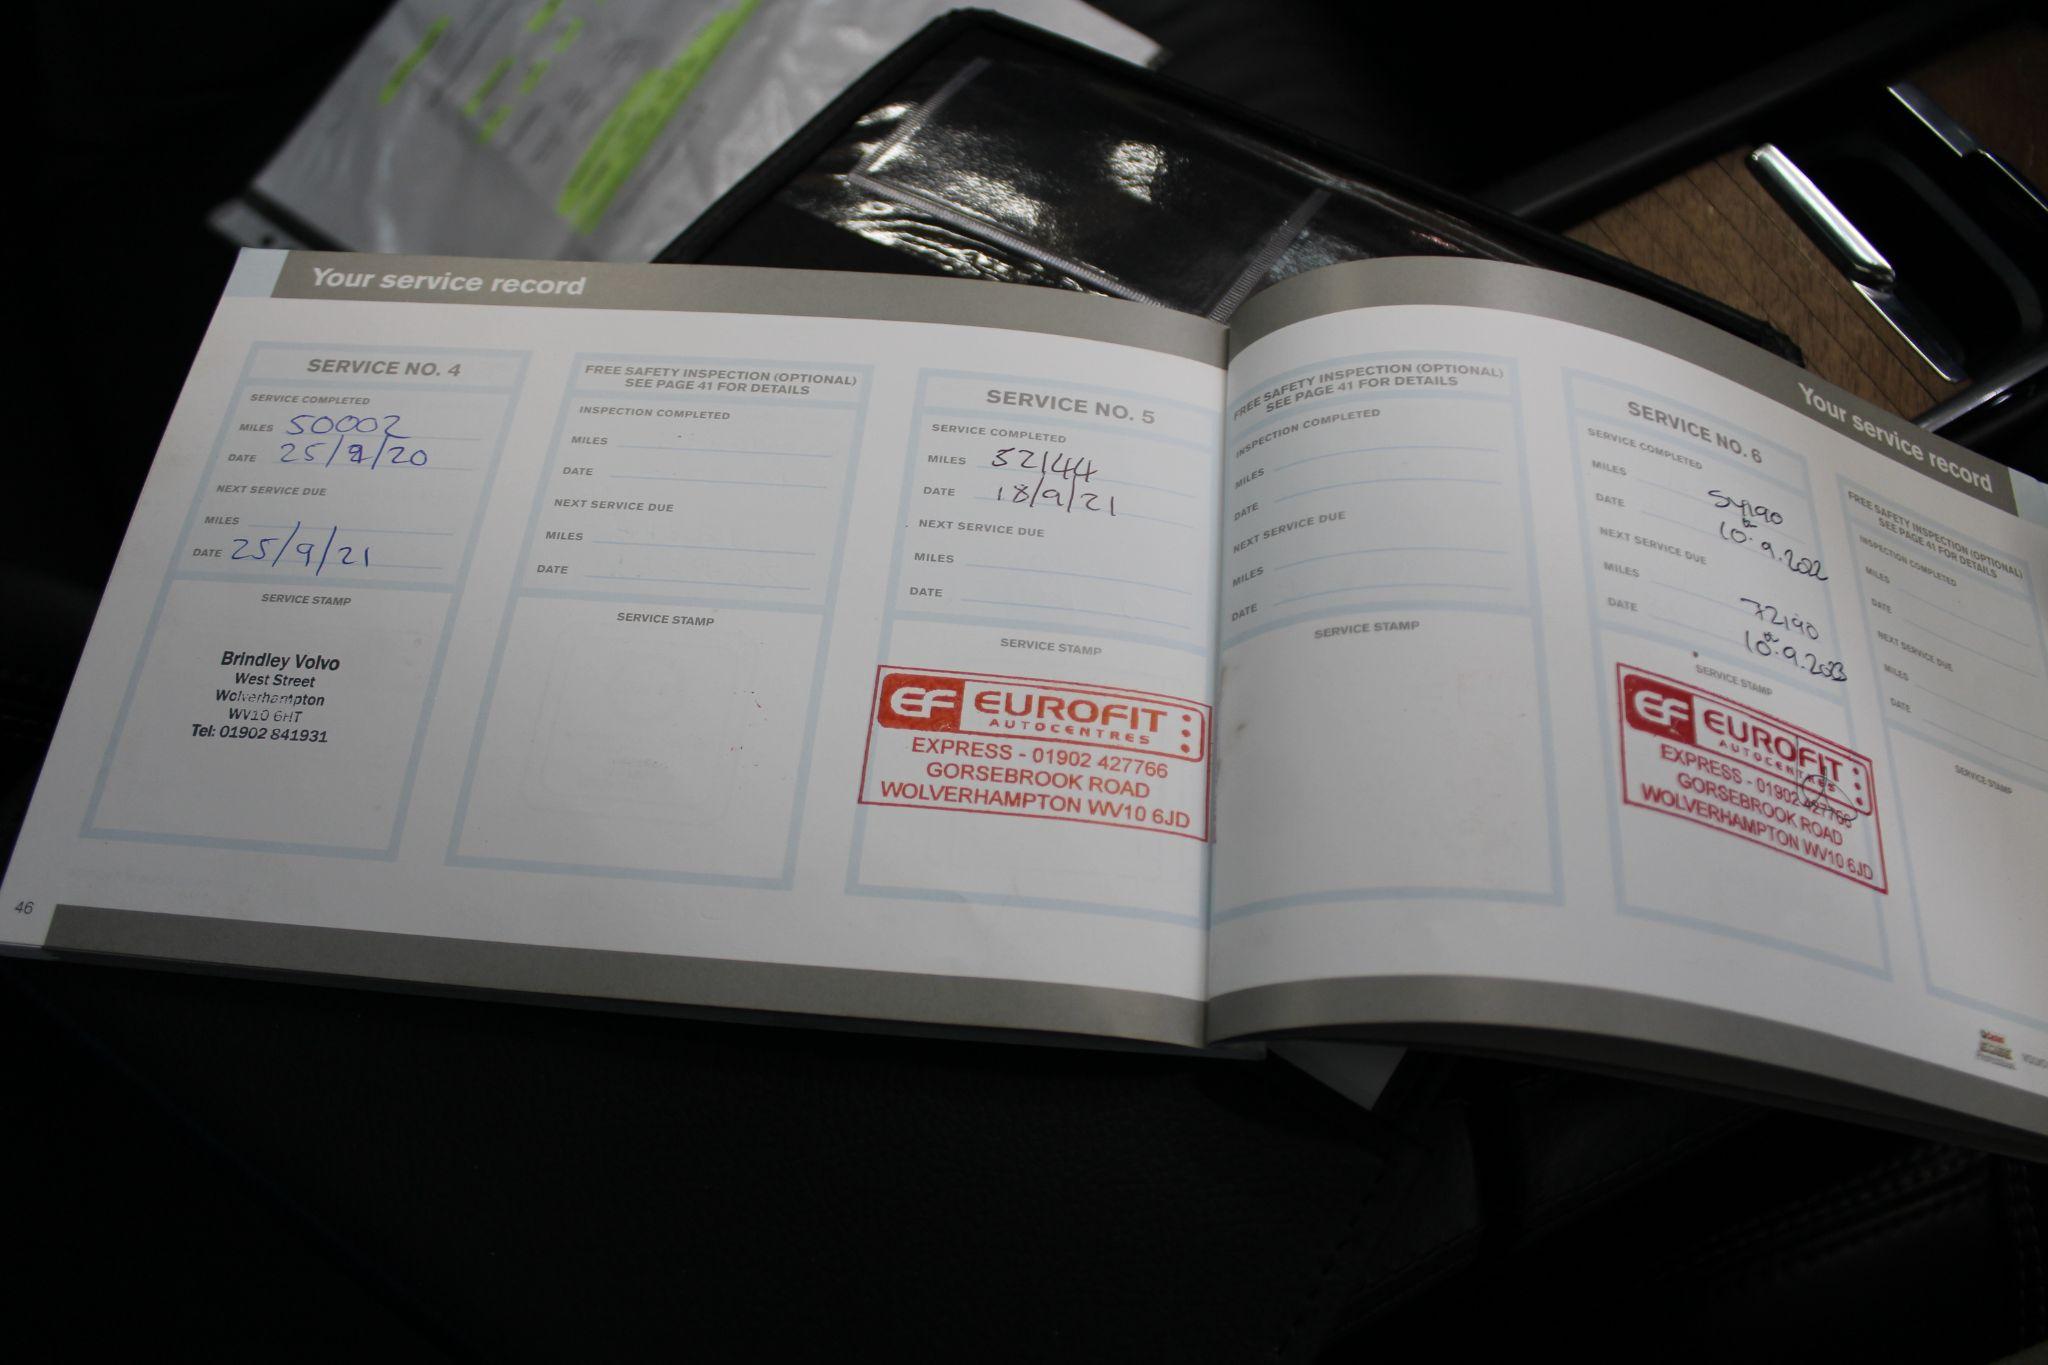 Your service record
SERVICE NO. 4
SERVICE COMPLETED
MILES 50002
DATE 25/9/20
NEXT SERVICE DUE
MILES
DATE 25/9/21
SERVICE STAMP
Brindley Volvo
West Street
Wolverhampton
WV10 6HT
Tel: 01902 841931
46
FREE SAFETY INSPECTION (OPTIONAL)
SEE PAGE 41 FOR DETAILS
INSPECTION COMPLETED
MILES
DATE
NEXT SERVICE DUE
MILES
DATE
SERVICE STAMP
SERVICE NO. 5
SERVICE COMPLETED
MILES 52144
DATE 18/9/21
NEXT SERVICE DUE
MILES
DATE
SERVICE STAMP
EF EUROFIT
AUTOCENTRES
EXPRESS - 01902 427766
GORSEBROOK ROAD
WOLVERHAMPTON WV10 6JD
Your service record
FREE SAFETY INSPECTION (OPTIONAL)
SEE PAGE 41 FOR DETAILS
INSPECTION COMPLETED
MILES
DATE
NEXT SERVICE DUE
MILES
DATE
SERVICE STAMP
SERVICE NO. 6
SERVICE COMPLETED
MILES
DATE 10.9.2022
NEXT SERVICE DUE
MILES 72190
DATE 10.9.2023
SERVICE STAMP
EF EUROFIT
AUTOCENTRES
EXPRESS - 01902 427766
GORSEBROOK ROAD
WOLVERHAMPTON WV10 6JD
FREE SAFETY INSPECTION (OPTIONAL)
SEE PAGE 41 FOR DETAILS
INSPECTION COMPLETED
MILES
DATE
NEXT SERVICE DUE
MILES
DATE
SERVICE STAMP